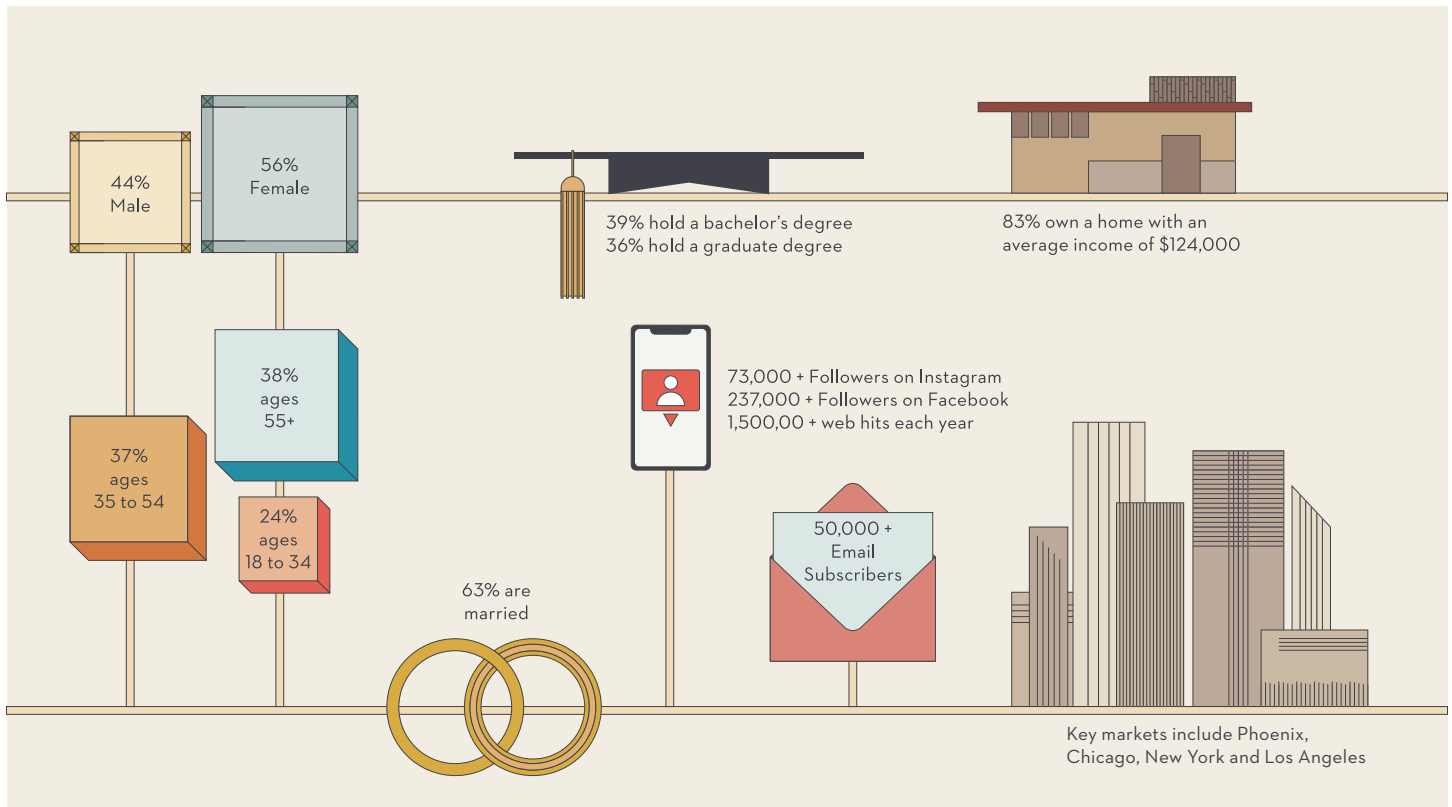 44%
Male
56%
Female
39% hold a bachelor's degree
36% hold a graduate degree
83% own a home with an
average income of $124,000
38%
ages
55+
37%
ages
35 to 54
24%
ages
18 to 34
73,000 + Followers on Instagram
237,000 + Followers on Facebook
1,500,00 + web hits each year
50,000 +
Email
Subscribers
63% are
married
Key markets include Phoenix,
Chicago, New York and Los Angeles